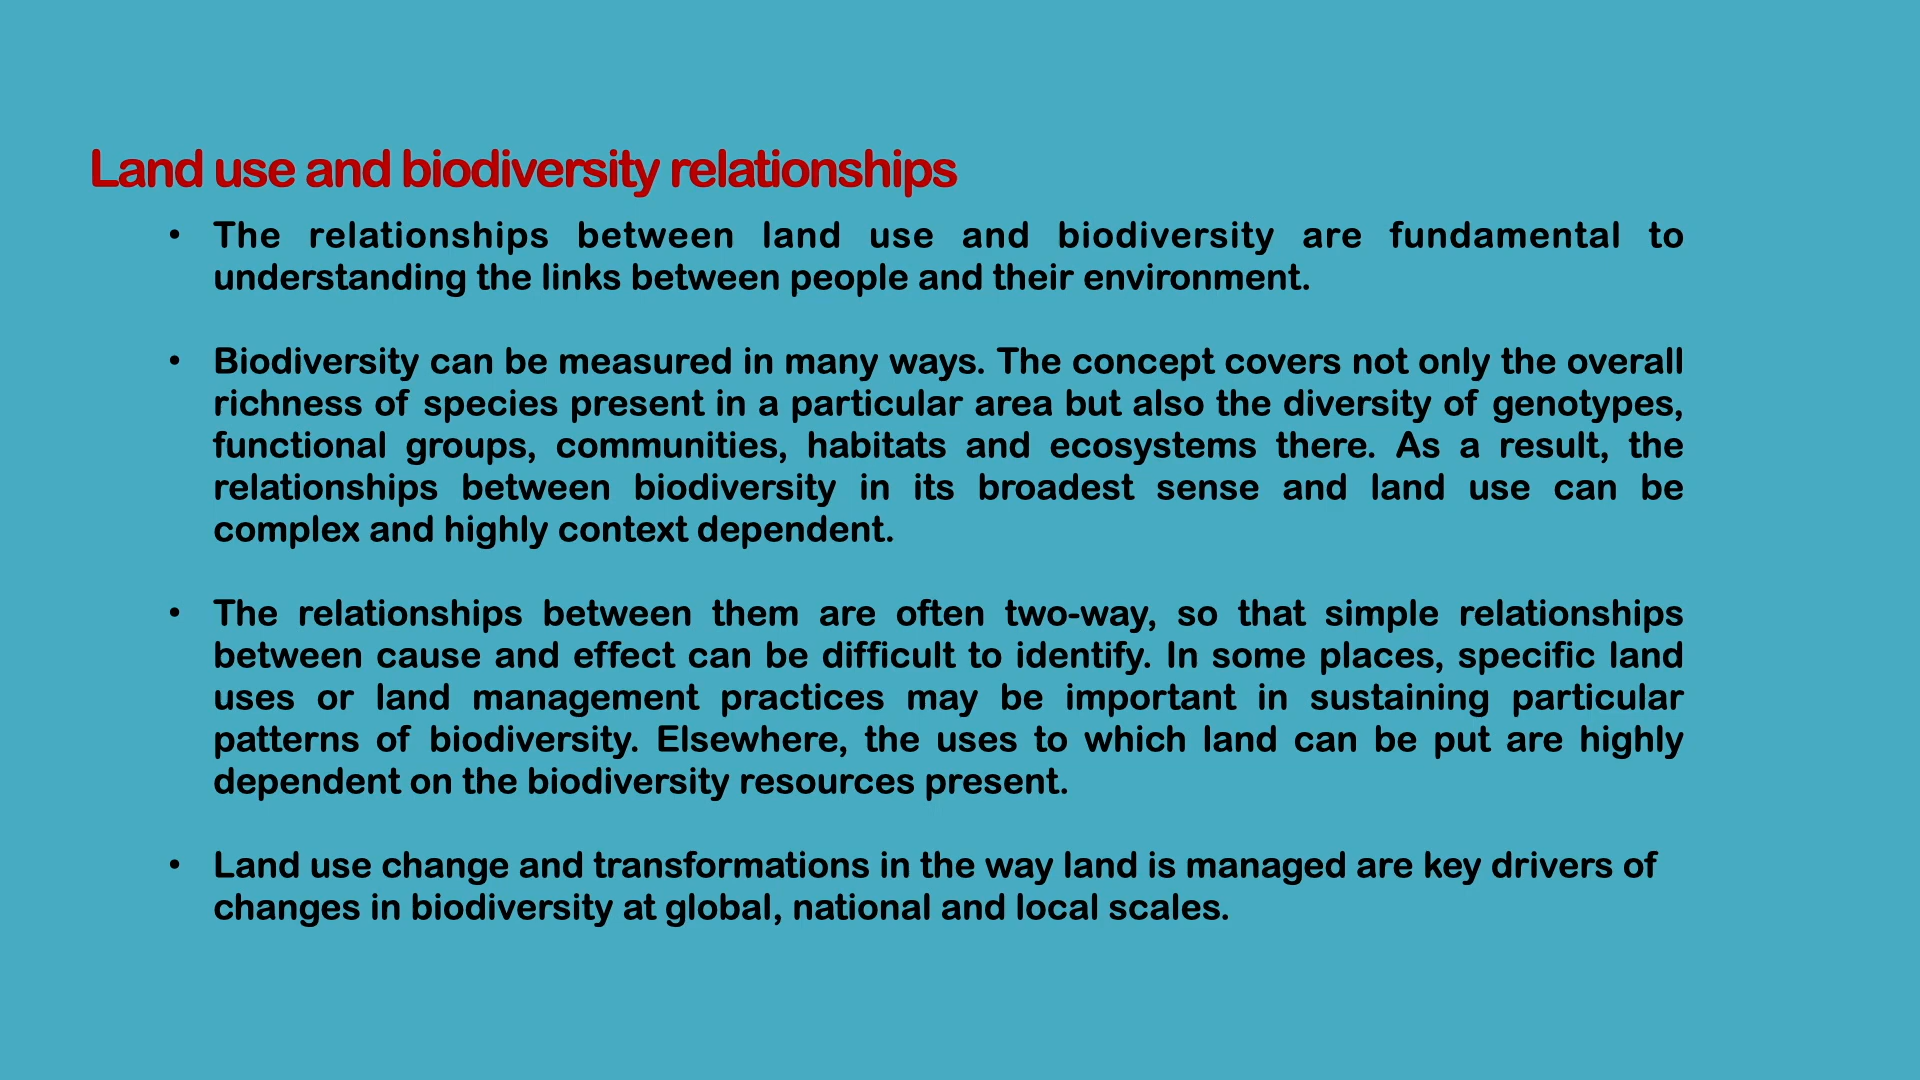 Land use and biodiversity relationships
• The relationships between land use and biodiversity are fundamental to
understanding the links between people and their environment.
• Biodiversity can be measured in many ways. The concept covers not only the overall
richness of species present in a particular area but also the diversity of genotypes,
functional groups, communities, habitats and ecosystems there. As a result, the
relationships between biodiversity in its broadest sense and land use can be
complex and highly context dependent.
• The relationships between them are often two-way, so that simple relationships
between cause and effect can be difficult to identify. In some places, specific land
uses or land management practices may be important in sustaining particular
patterns of biodiversity. Elsewhere, the uses to which land can be put are highly
dependent on the biodiversity resources present.
• Land use change and transformations in the way land is managed are key drivers of
changes in biodiversity at global, national and local scales.